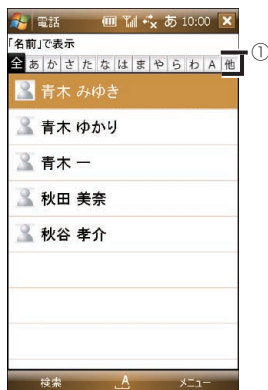 電話 あ 10:00
「名前」で表示
全 あ か さ た な は ま や ら わ A 他
①
青木 みゆき
青木 ゆかり
青木 一
秋田 美奈
秋谷 孝介
検索 A メニュー